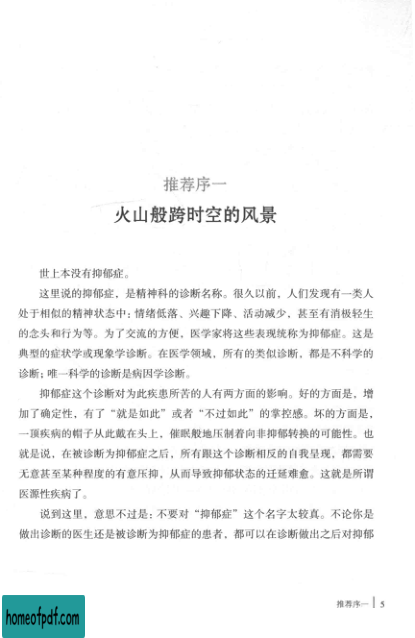 推荐序一
火山般跨时空的风景
世上本没有抑郁症。
这里说的抑郁症，是精神科的诊断名称。很久以前，人们发现有一类人
处于相似的精神状态中：情绪低落、兴趣下降、活动减少，甚至有消极轻生
的念头和行为等。为了交流的方便，医学家将这些表现统称为抑郁症。这是
典型的症状学或现象学诊断。在医学领域，所有的类似诊断，都是不科学的
诊断；唯一科学的诊断是病因学诊断。
抑郁症这个诊断对为此疾患所苦的人有两方面的影响。好的方面是，增
加了确定性，有了“就是如此”或者“不过如此”的掌控感。坏的方面是，
一顶疾病的帽子从此戴在头上，催眠般地压制着向非抑郁转换的可能性。也
就是说，在被诊断为抑郁症之后，所有跟这个诊断相反的自我呈现，都需要
无意甚至某种程度的有意压抑，从而导致抑郁状态的迁延难愈。这就是所谓
医源性疾病了。
说到这里，意思不过是：不要对“抑郁症”这个名字太较真。不论你是
做出诊断的医生还是被诊断为抑郁症的患者，都可以在诊断做出之后对抑郁
推荐序一 5
homeofpdf.com